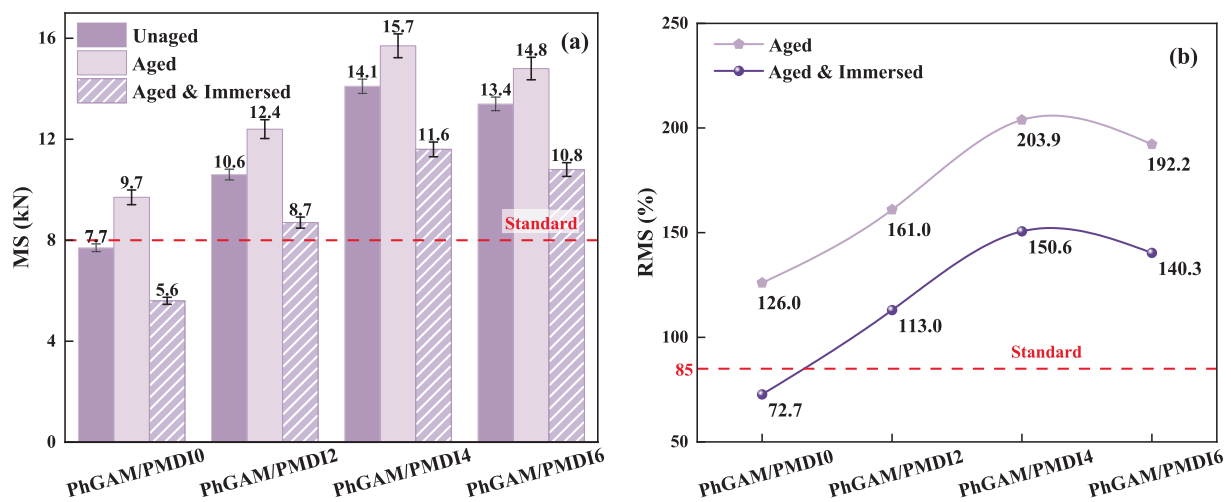 16
12
8
4
0
MS (kN)
Unaged
Aged
Aged & Immersed
(a)
7.7
9.7
5.6
10.6
12.4
8.7
14.1
15.7
11.6
13.4
14.8
10.8
Standard
PhGAM/PMDI0
PhGAM/PMDI2
PhGAM/PMDI4
PhGAM/PMDI6
250
200
150
100
85
50
RMS (%)
Aged
Aged & Immersed
(b)
126.0
161.0
203.9
192.2
72.7
113.0
150.6
140.3
Standard
PhGAM/PMDI0
PhGAM/PMDI2
PhGAM/PMDI4
PhGAM/PMDI6